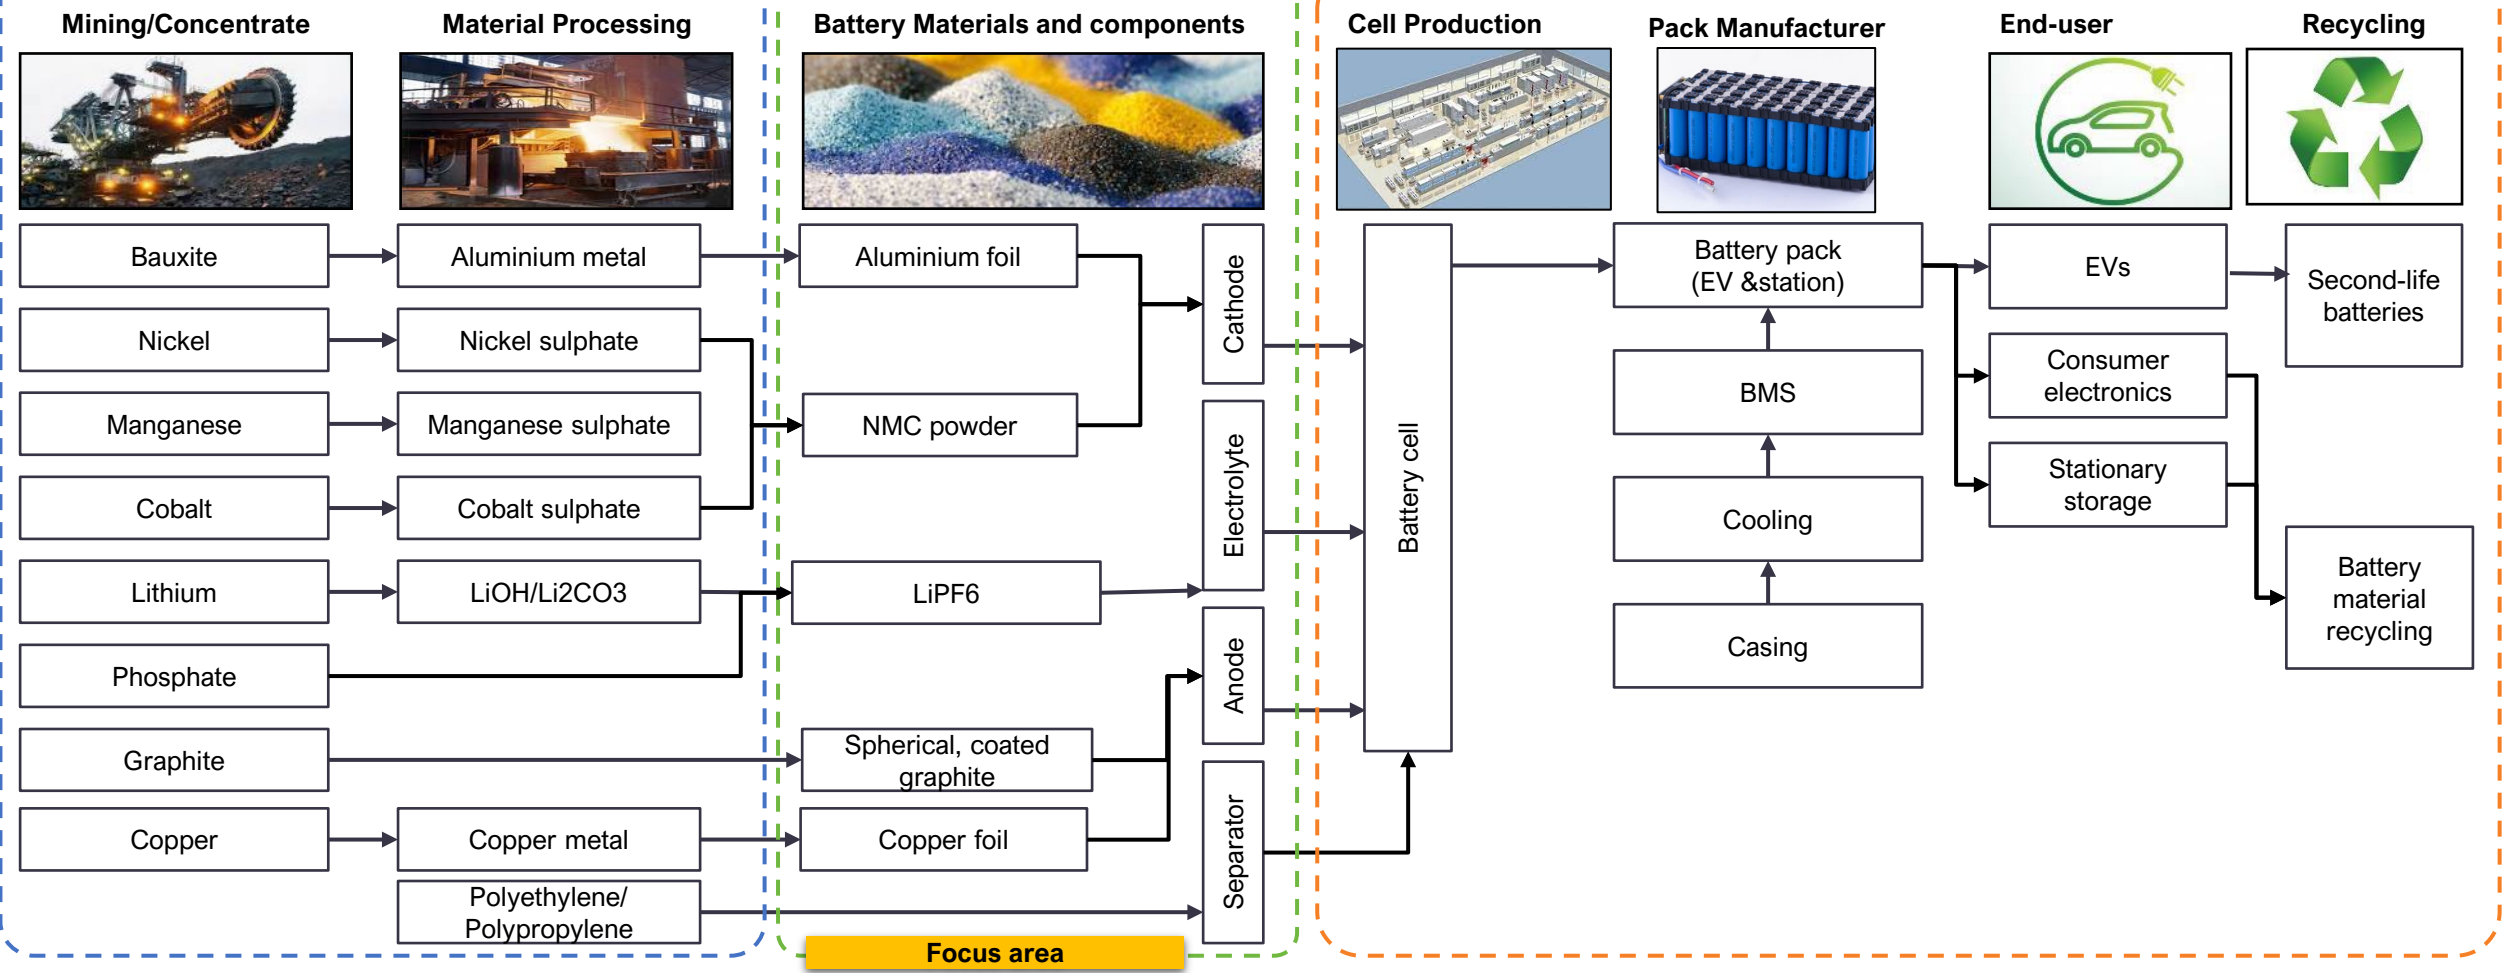 Mining/Concentrate
Material Processing
Battery Materials and components
Cell Production
Pack Manufacturer
End-user
Recycling
Bauxite
Aluminium metal
Aluminium foil
Nickel
Nickel sulphate
Manganese
Manganese sulphate
NMC powder
Cobalt
Cobalt sulphate
Lithium
LiOH/Li2CO3
LiPF6
Phosphate
Graphite
Spherical, coated
graphite
Copper
Copper metal
Copper foil
Polyethylene/
Polypropylene
Cathode
Electrolyte
Anode
Separator
Focus area
Battery cell
Battery pack
(EV &station)
BMS
Cooling
Casing
EVs
Consumer
electronics
Stationary
storage
Second-life
batteries
Battery
material
recycling